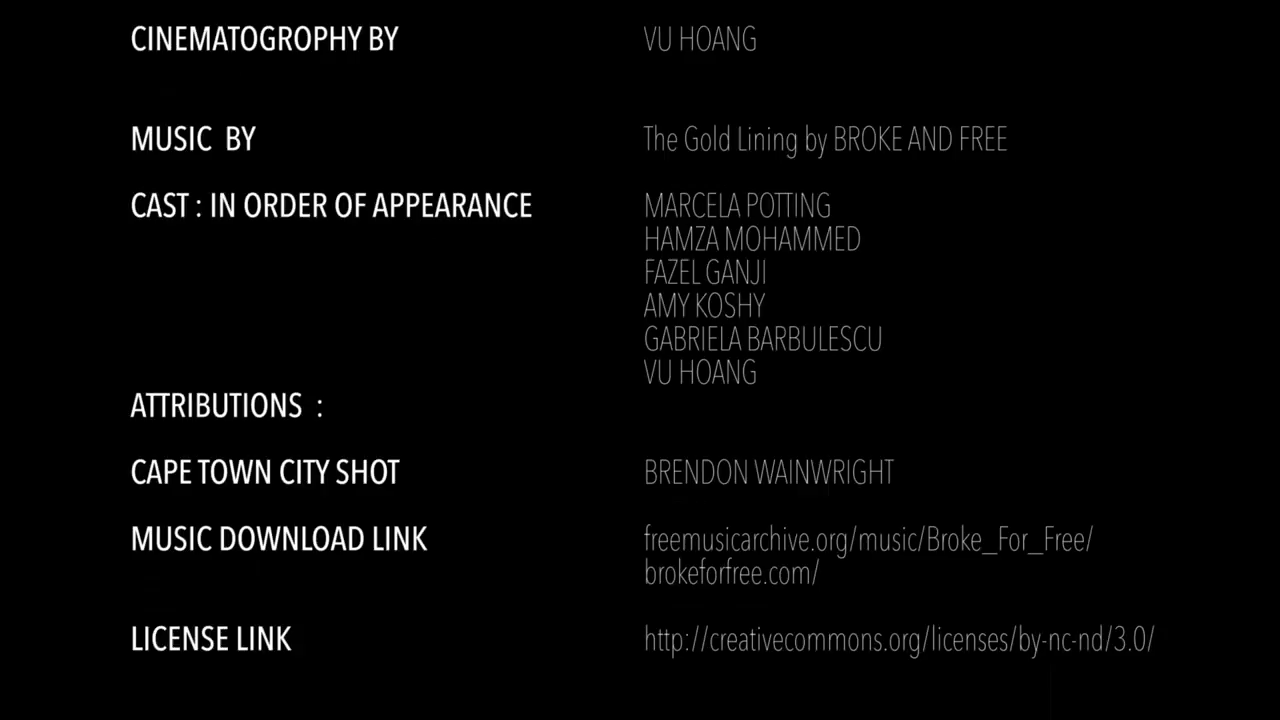 CINEMATOGROPHY BY VU HOANG
MUSIC BY The Gold Lining by BROKE AND FREE
CAST : IN ORDER OF APPEARANCE MARCELA POTTING
HAMZA MOHAMMED
FAZEL GANJI
AMY KOSHY
GABRIELA BARBULESCU
VU HOANG
ATTRIBUTIONS :
CAPE TOWN CITY SHOT BRENDON WAINWRIGHT
MUSIC DOWNLOAD LINK freemusicarchive.org/music/Broke_For_Free/
brokeforfree.com/
LICENSE LINK http://creativecommons.org/licenses/by-nc-nd/3.0/